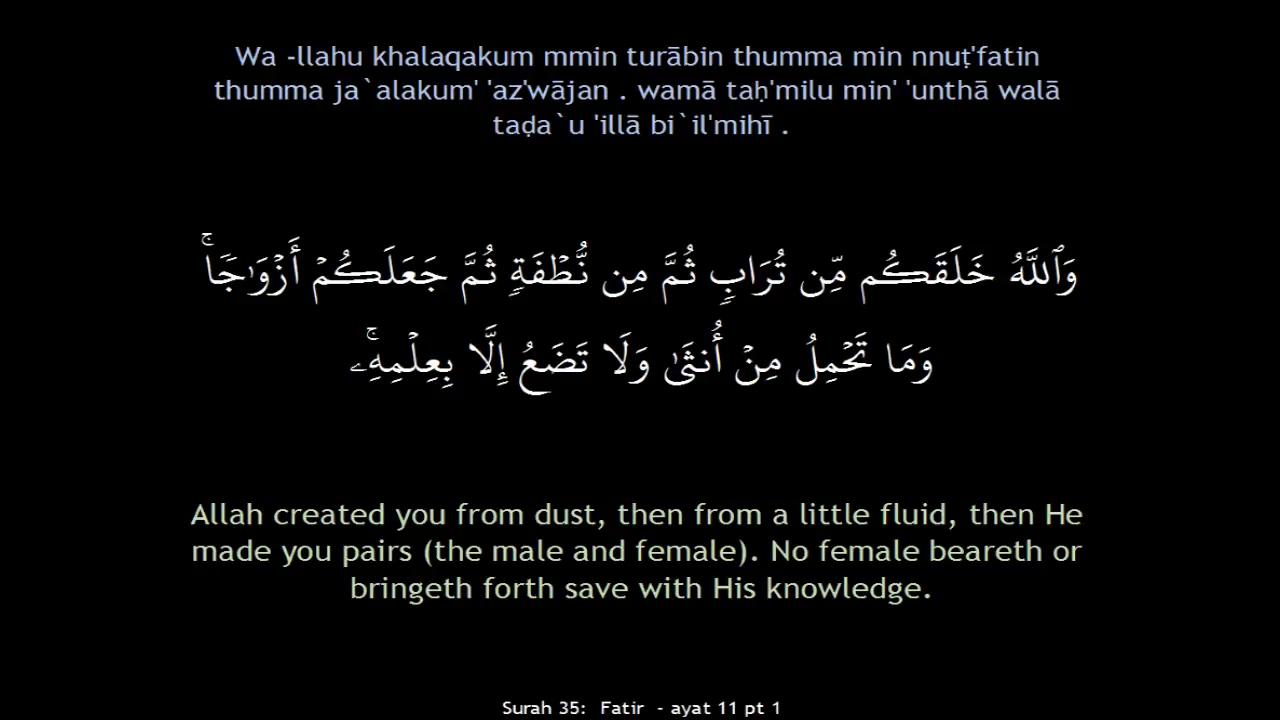 Wa -llahu khalaqakum mmin turābin thumma min nnuṭ'fatin
thumma ja`alakum' 'az'wājan . wamā taḥ'milu min' 'unthā walā
taḍa`u 'illā bi`il'mihī .
وَٱللَّهُ خَلَقَكُم مِّن تُرَابٍۢ ثُمَّ مِن نُّطْفَةٍۢ ثُمَّ جَعَلَكُمْ أَزْوَٰجًۭا ۚ
وَمَا تَحْمِلُ مِنْ أُنثَىٰ وَلَا تَضَعُ إِلَّا بِعِلْمِهِۦ ۚ
Allah created you from dust, then from a little fluid, then He
made you pairs (the male and female). No female beareth or
bringeth forth save with His knowledge.
Surah 35:  Fatir  - ayat 11 pt 1